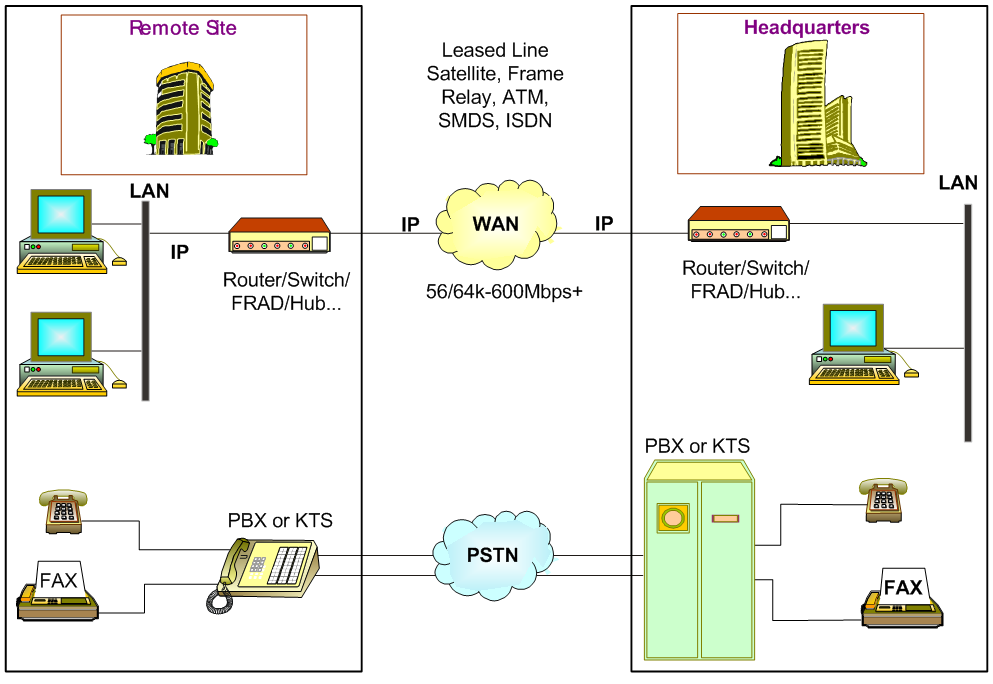 Remote Site
Headquarters
Leased Line
Satellite, Frame
Relay, ATM,
SMDS, ISDN
LAN
LAN
IP
IP
WAN
IP
Router/Switch/
FRAD/Hub...
56/64k-600Mbps+
Router/Switch/
FRAD/Hub...
PBX or KTS
PBX or KTS
PSTN
FAX
FAX